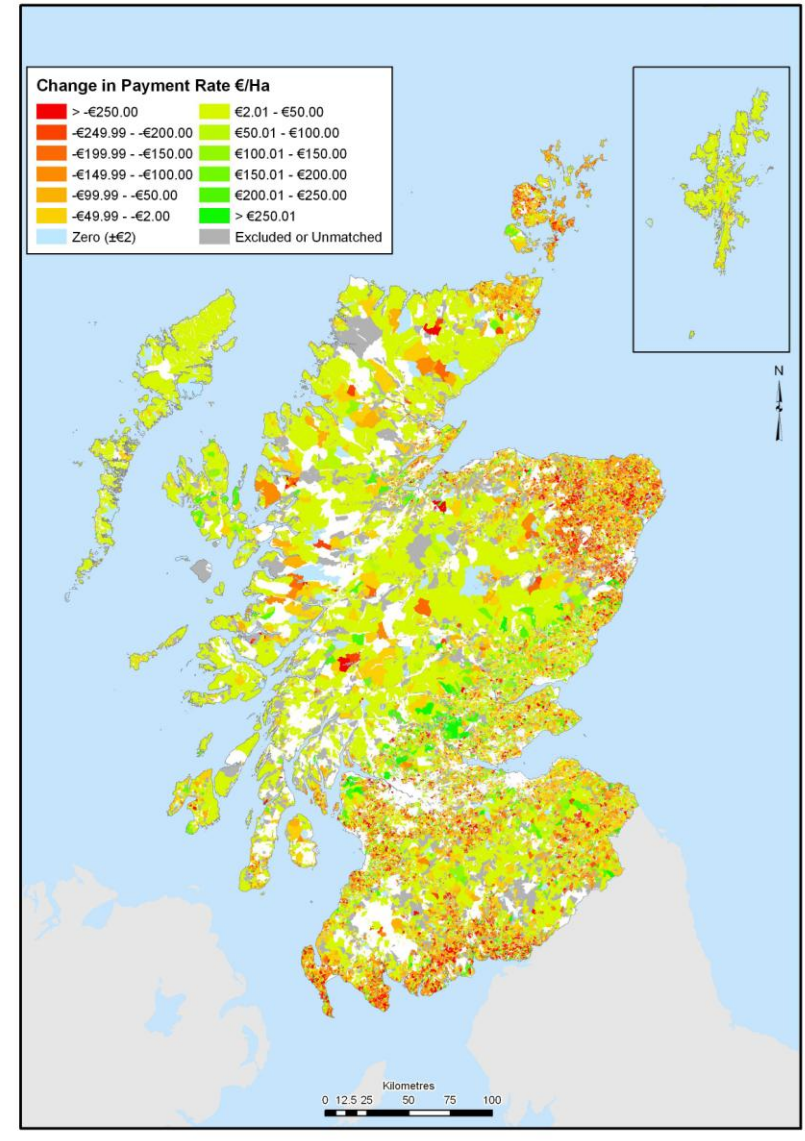 Change in Payment Rate €/Ha
> -€250.00
-€249.99 - -€200.00
-€199.99 - -€150.00
-€149.99 - -€100.00
-€99.99 - -€50.00
-€49.99 - -€2.00
Zero (±€2)
€2.01 - €50.00
€50.01 - €100.00
€100.01 - €150.00
€150.01 - €200.00
€200.01 - €250.00
> €250.01
Excluded or Unmatched
N
Kilometres
0 12.5 25 50 75 100